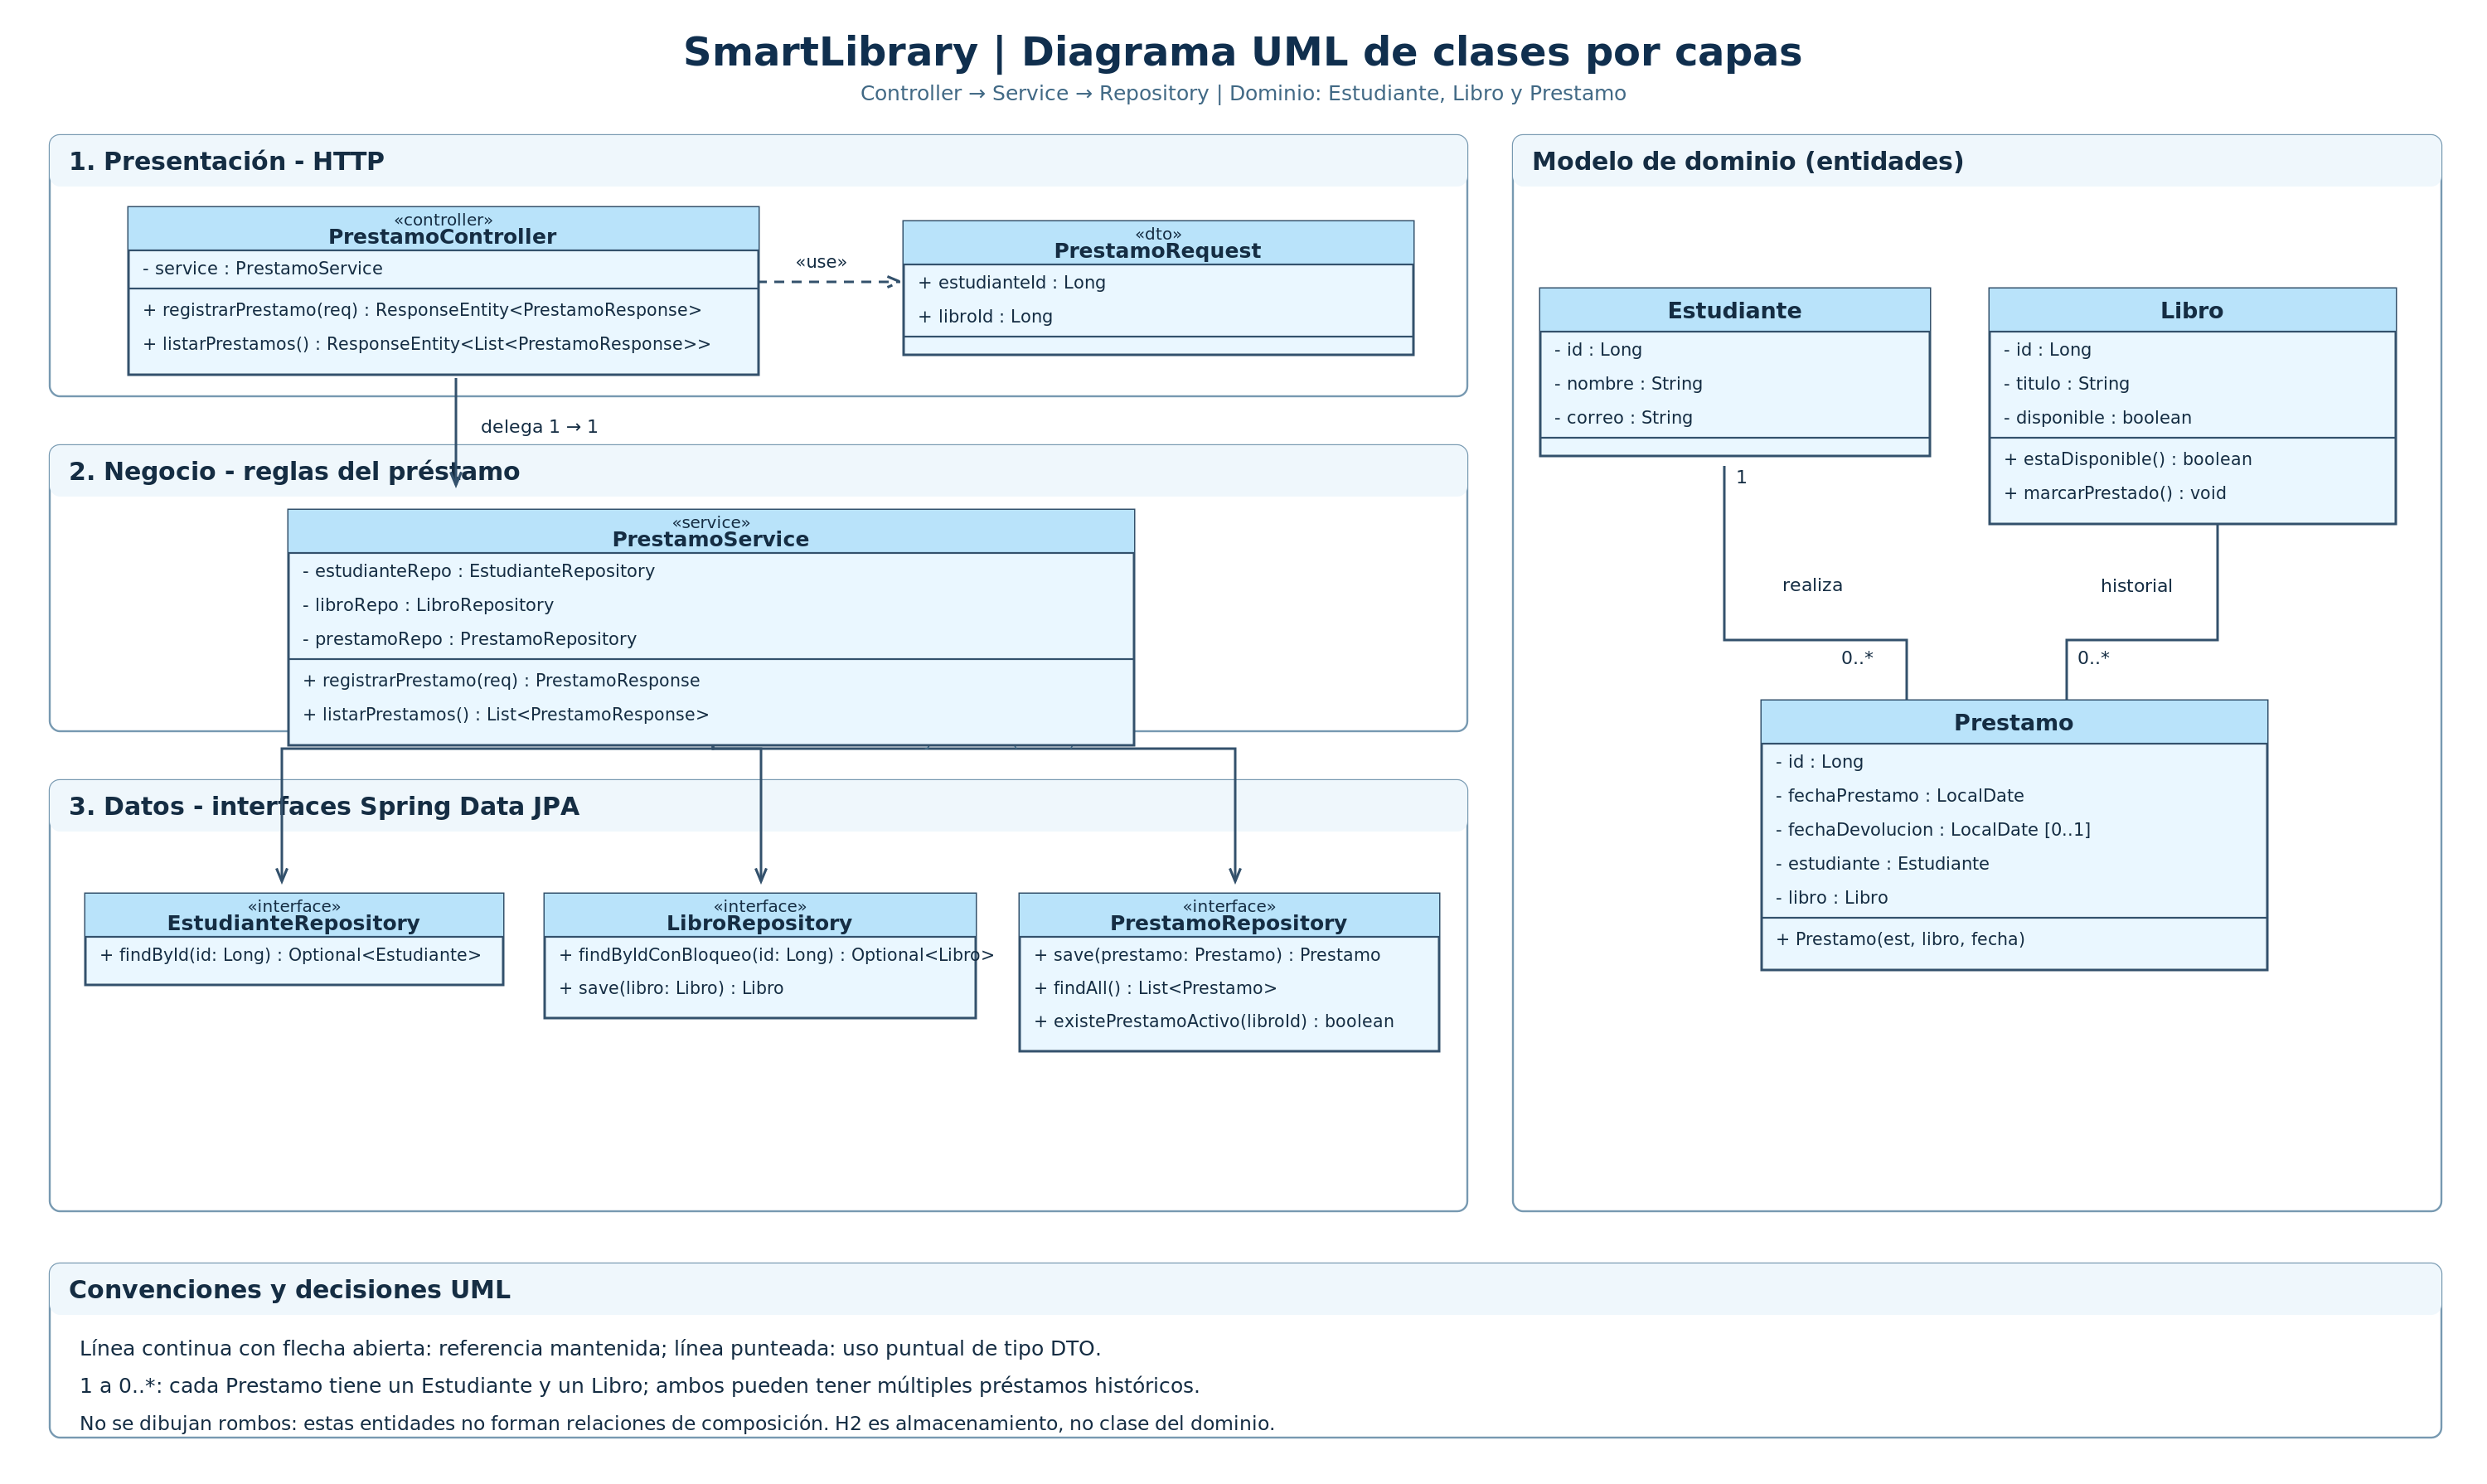 SmartLibrary | Diagrama UML de clases por capas
Controller → Service → Repository | Dominio: Estudiante, Libro y Prestamo
1. Presentación - HTTP
«controller»
PrestamoController
- service : PrestamoService
+ registrarPrestamo(req) : ResponseEntity<PrestamoResponse>
+ listarPrestamos() : ResponseEntity<List<PrestamoResponse>>
«use»
«dto»
PrestamoRequest
+ estudianteId : Long
+ libroId : Long
delega 1 → 1
2. Negocio - reglas del préstamo
«service»
PrestamoService
- estudianteRepo : EstudianteRepository
- libroRepo : LibroRepository
- prestamoRepo : PrestamoRepository
+ registrarPrestamo(req) : PrestamoResponse
+ listarPrestamos() : List<PrestamoResponse>
3. Datos - interfaces Spring Data JPA
«interface»
EstudianteRepository
+ findById(id: Long) : Optional<Estudiante>
«interface»
LibroRepository
+ findByIdConBloqueo(id: Long) : Optional<Libro>
+ save(libro: Libro) : Libro
«interface»
PrestamoRepository
+ save(prestamo: Prestamo) : Prestamo
+ findAll() : List<Prestamo>
+ existePrestamoActivo(libroId) : boolean
Modelo de dominio (entidades)
Estudiante
- id : Long
- nombre : String
- correo : String
Libro
- id : Long
- titulo : String
- disponible : boolean
+ estaDisponible() : boolean
+ marcarPrestado() : void
1
realiza
historial
0..*
0..*
Prestamo
- id : Long
- fechaPrestamo : LocalDate
- fechaDevolucion : LocalDate [0..1]
- estudiante : Estudiante
- libro : Libro
+ Prestamo(est, libro, fecha)
Convenciones y decisiones UML
Línea continua con flecha abierta: referencia mantenida; línea punteada: uso puntual de tipo DTO.
1 a 0..*: cada Prestamo tiene un Estudiante y un Libro; ambos pueden tener múltiples préstamos históricos.
No se dibujan rombos: estas entidades no forman relaciones de composición. H2 es almacenamiento, no clase del dominio.